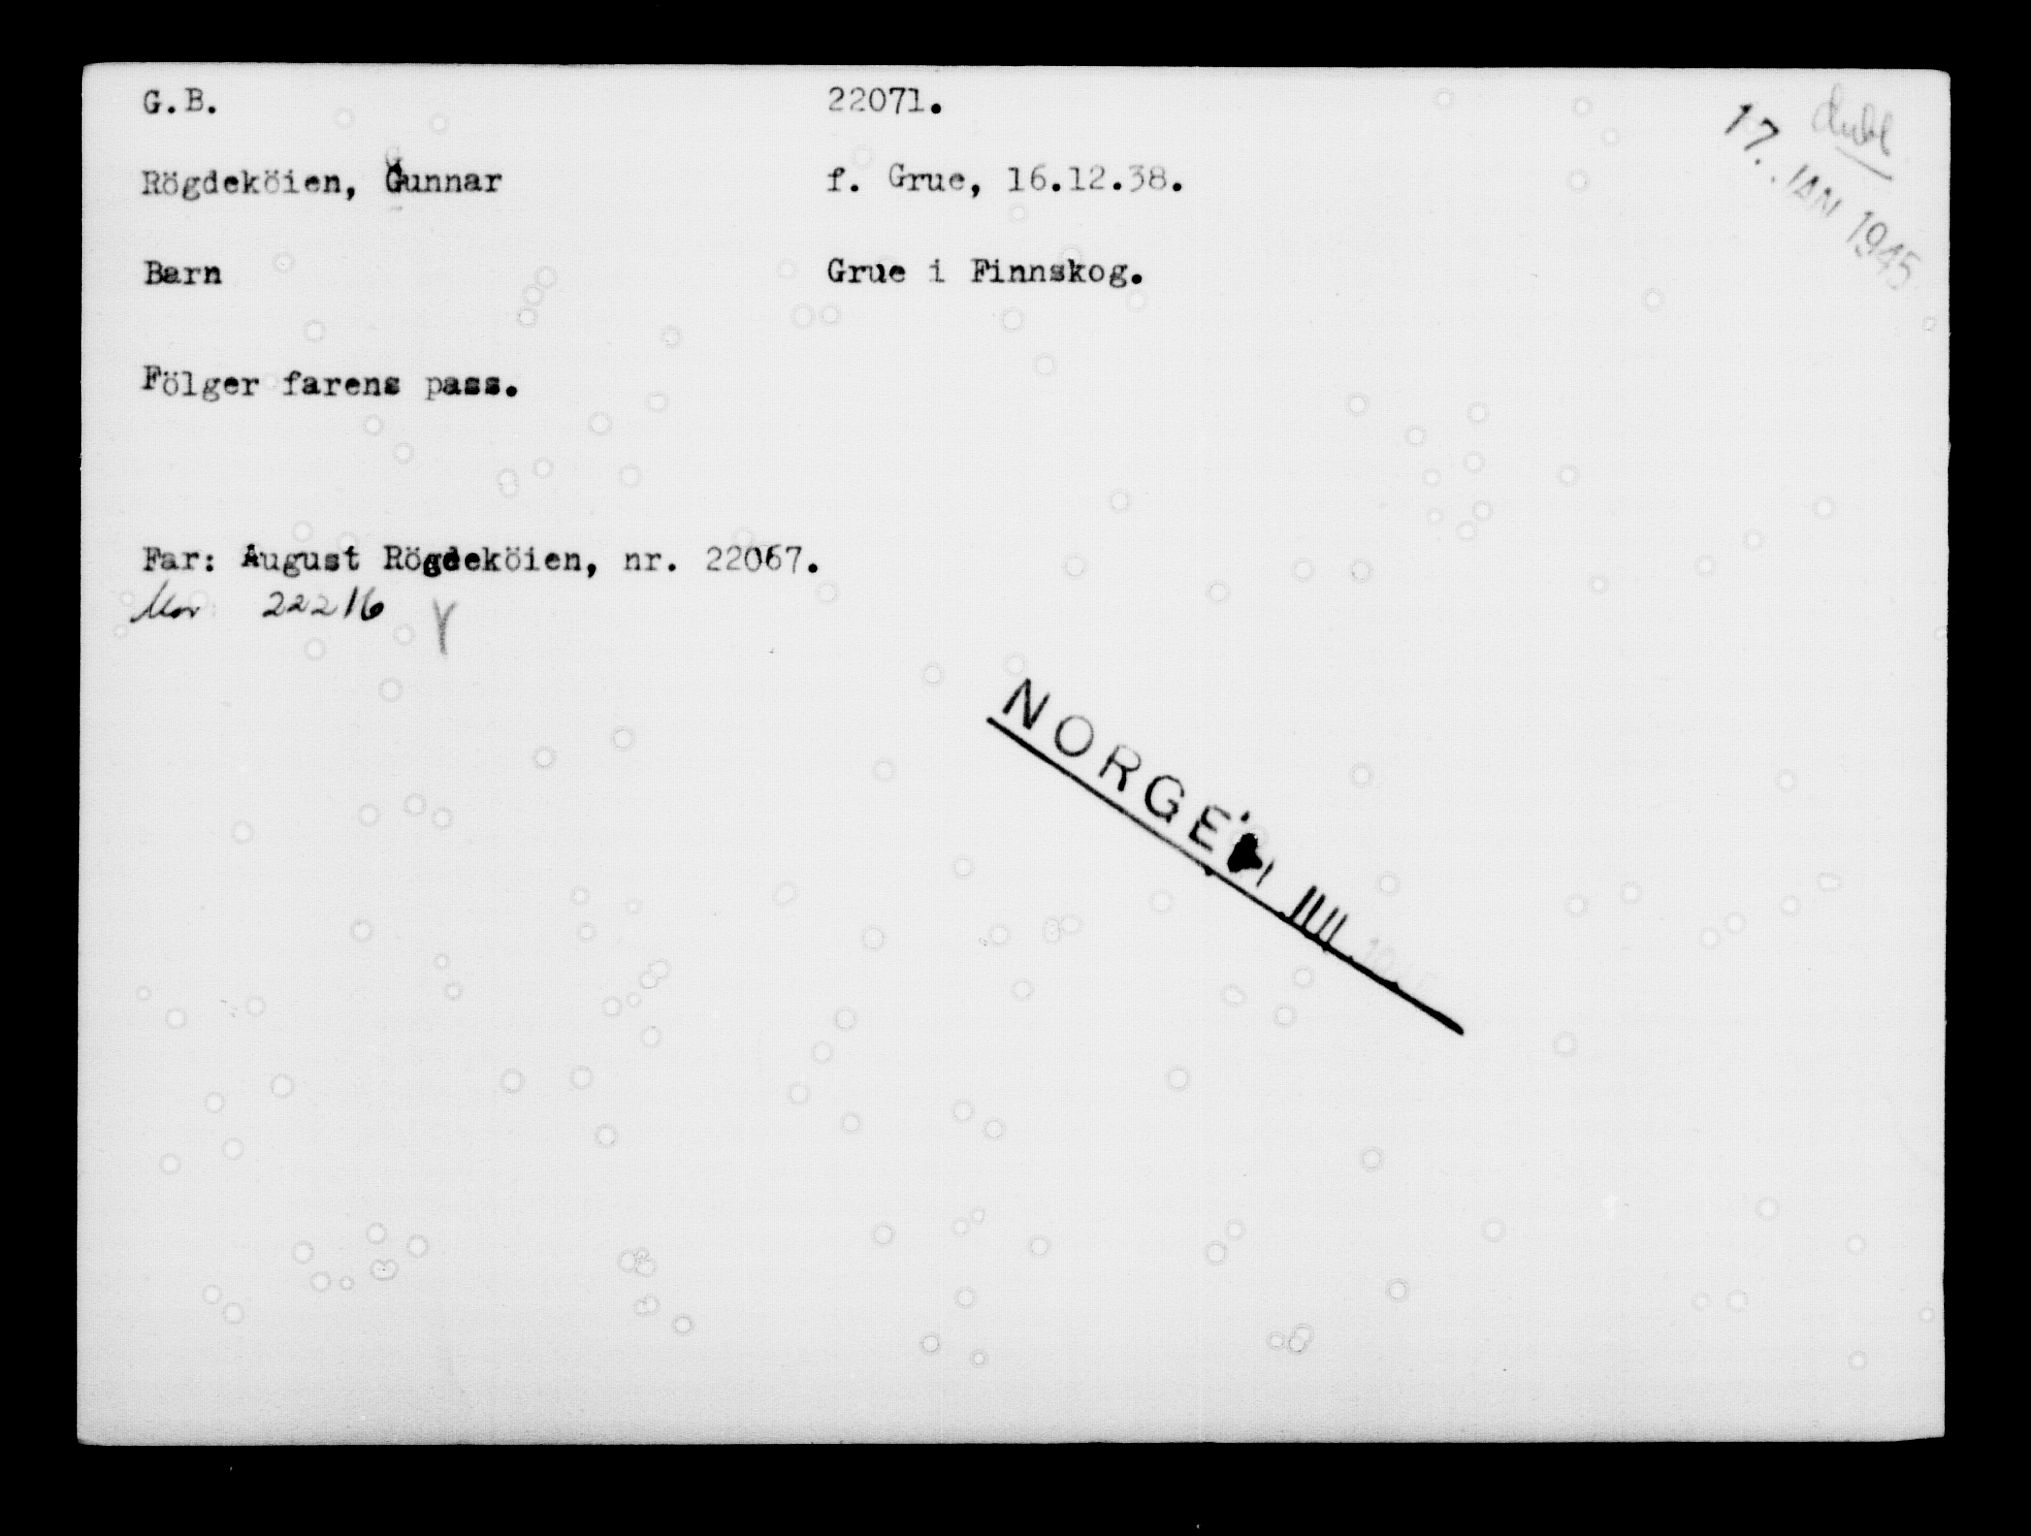 G.B. 22071.
Rögdeköien, Gunnar f. Grue, 16.12.38.
17. JAN 1945
Barn Grue i Finnskog.
Fölger farens pass.
Far: August Rögdeköien, nr. 22067.
Mor 22216
NORGE